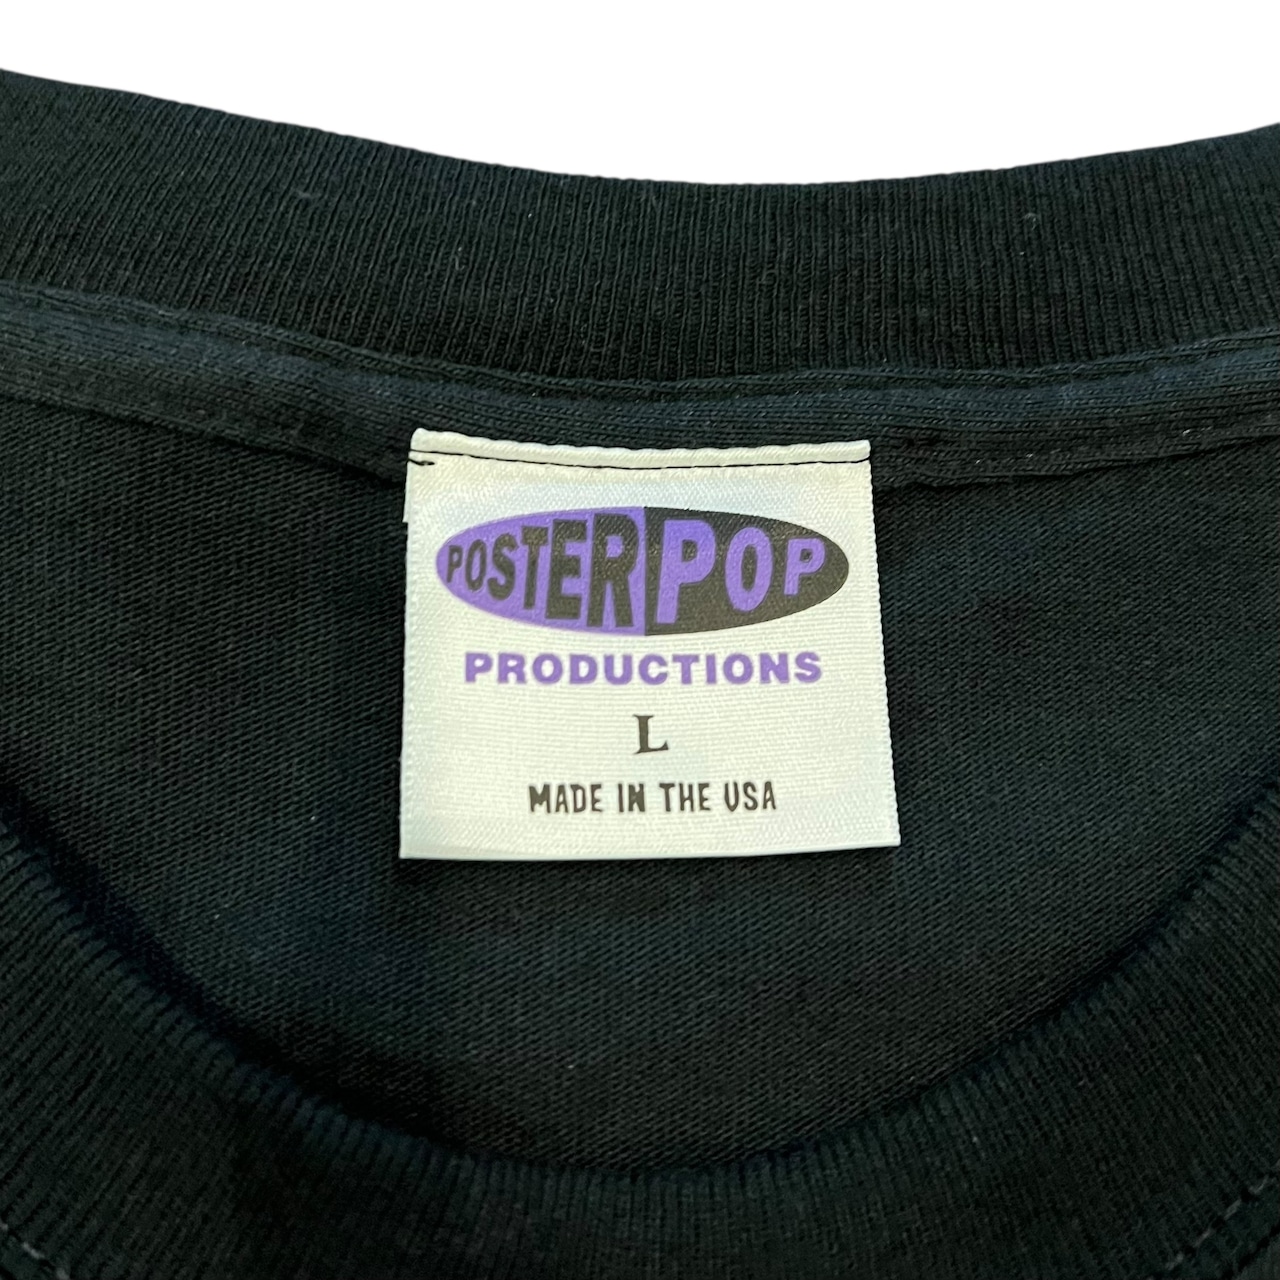 POSTERPOP
PRODUCTIONS
L
MADE IN THE USA